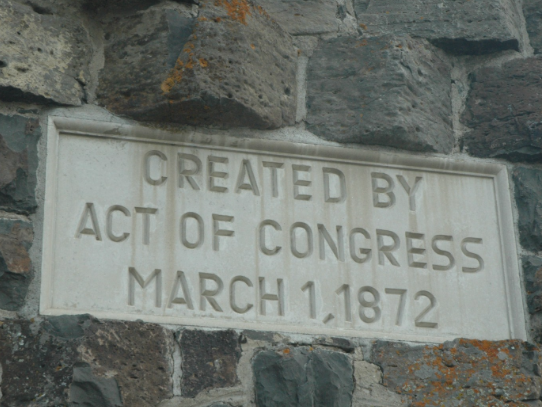 CREATED BY
ACT OF CONGRESS
MARCH 1, 1872